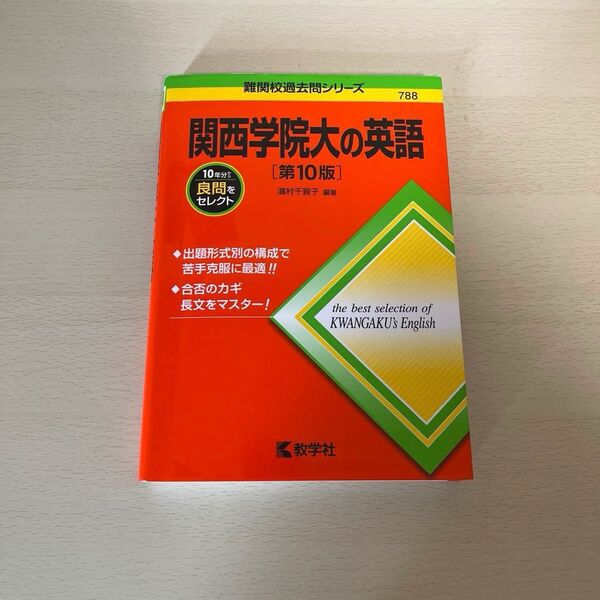 難関校過去問シリーズ
788
関西学院大の英語
[第10版]
10年分から
良問を
セレクト
濱村千賀子 編著
◆出題形式別の構成で
苦手克服に最適!!
◆合否のカギ
長文をマスター!
the best selection of
KWANGAKU's English
教学社